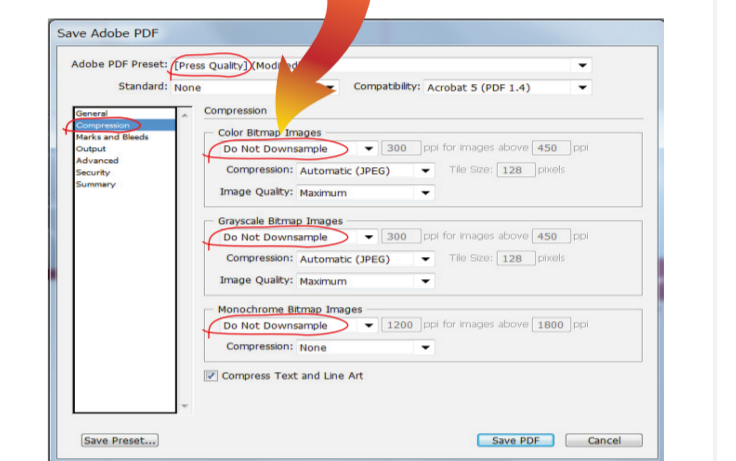 Save Adobe PDF
Adobe PDF Preset: [Press Quality] (Modified
Standard: None Compatibility: Acrobat 5 (PDF 1.4)
General
Compression
Marks and Bleeds
Output
Advanced
Security
Summary
Compression
Color Bitmap Images
Do Not Downsample 300 ppi for images above 450 ppi
Compression: Automatic (JPEG) Tile Size: 128 pixels
Image Quality: Maximum
Grayscale Bitmap Images
Do Not Downsample 300 ppi for images above 450 ppi
Compression: Automatic (JPEG) Tile Size: 128 pixels
Image Quality: Maximum
Monochrome Bitmap Images
Do Not Downsample 1200 ppi for images above 1800 ppi
Compression: None
Compress Text and Line Art
Save Preset... Save PDF Cancel